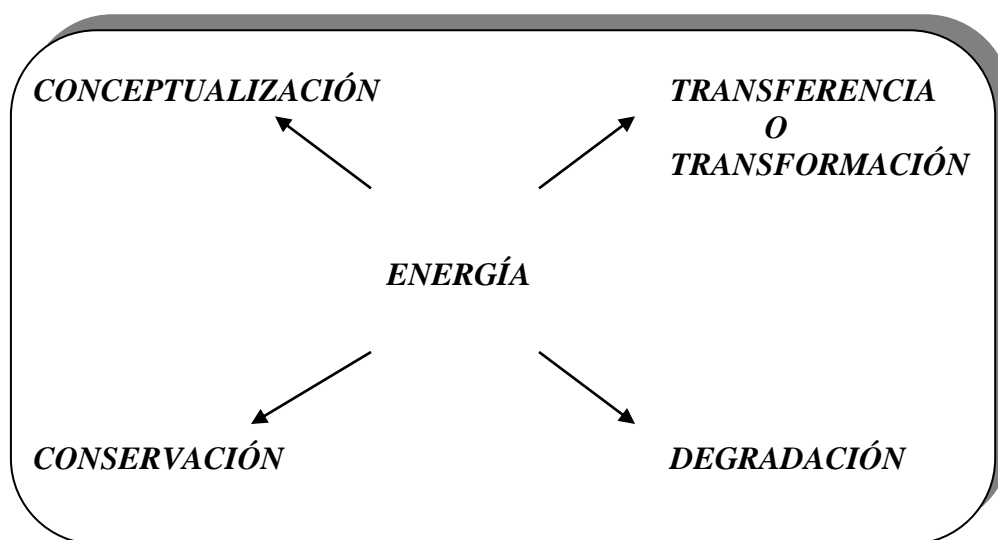 CONCEPTUALIZACIÓN
TRANSFERENCIA
O
TRANSFORMACIÓN
ENERGÍA
CONSERVACIÓN
DEGRADACIÓN